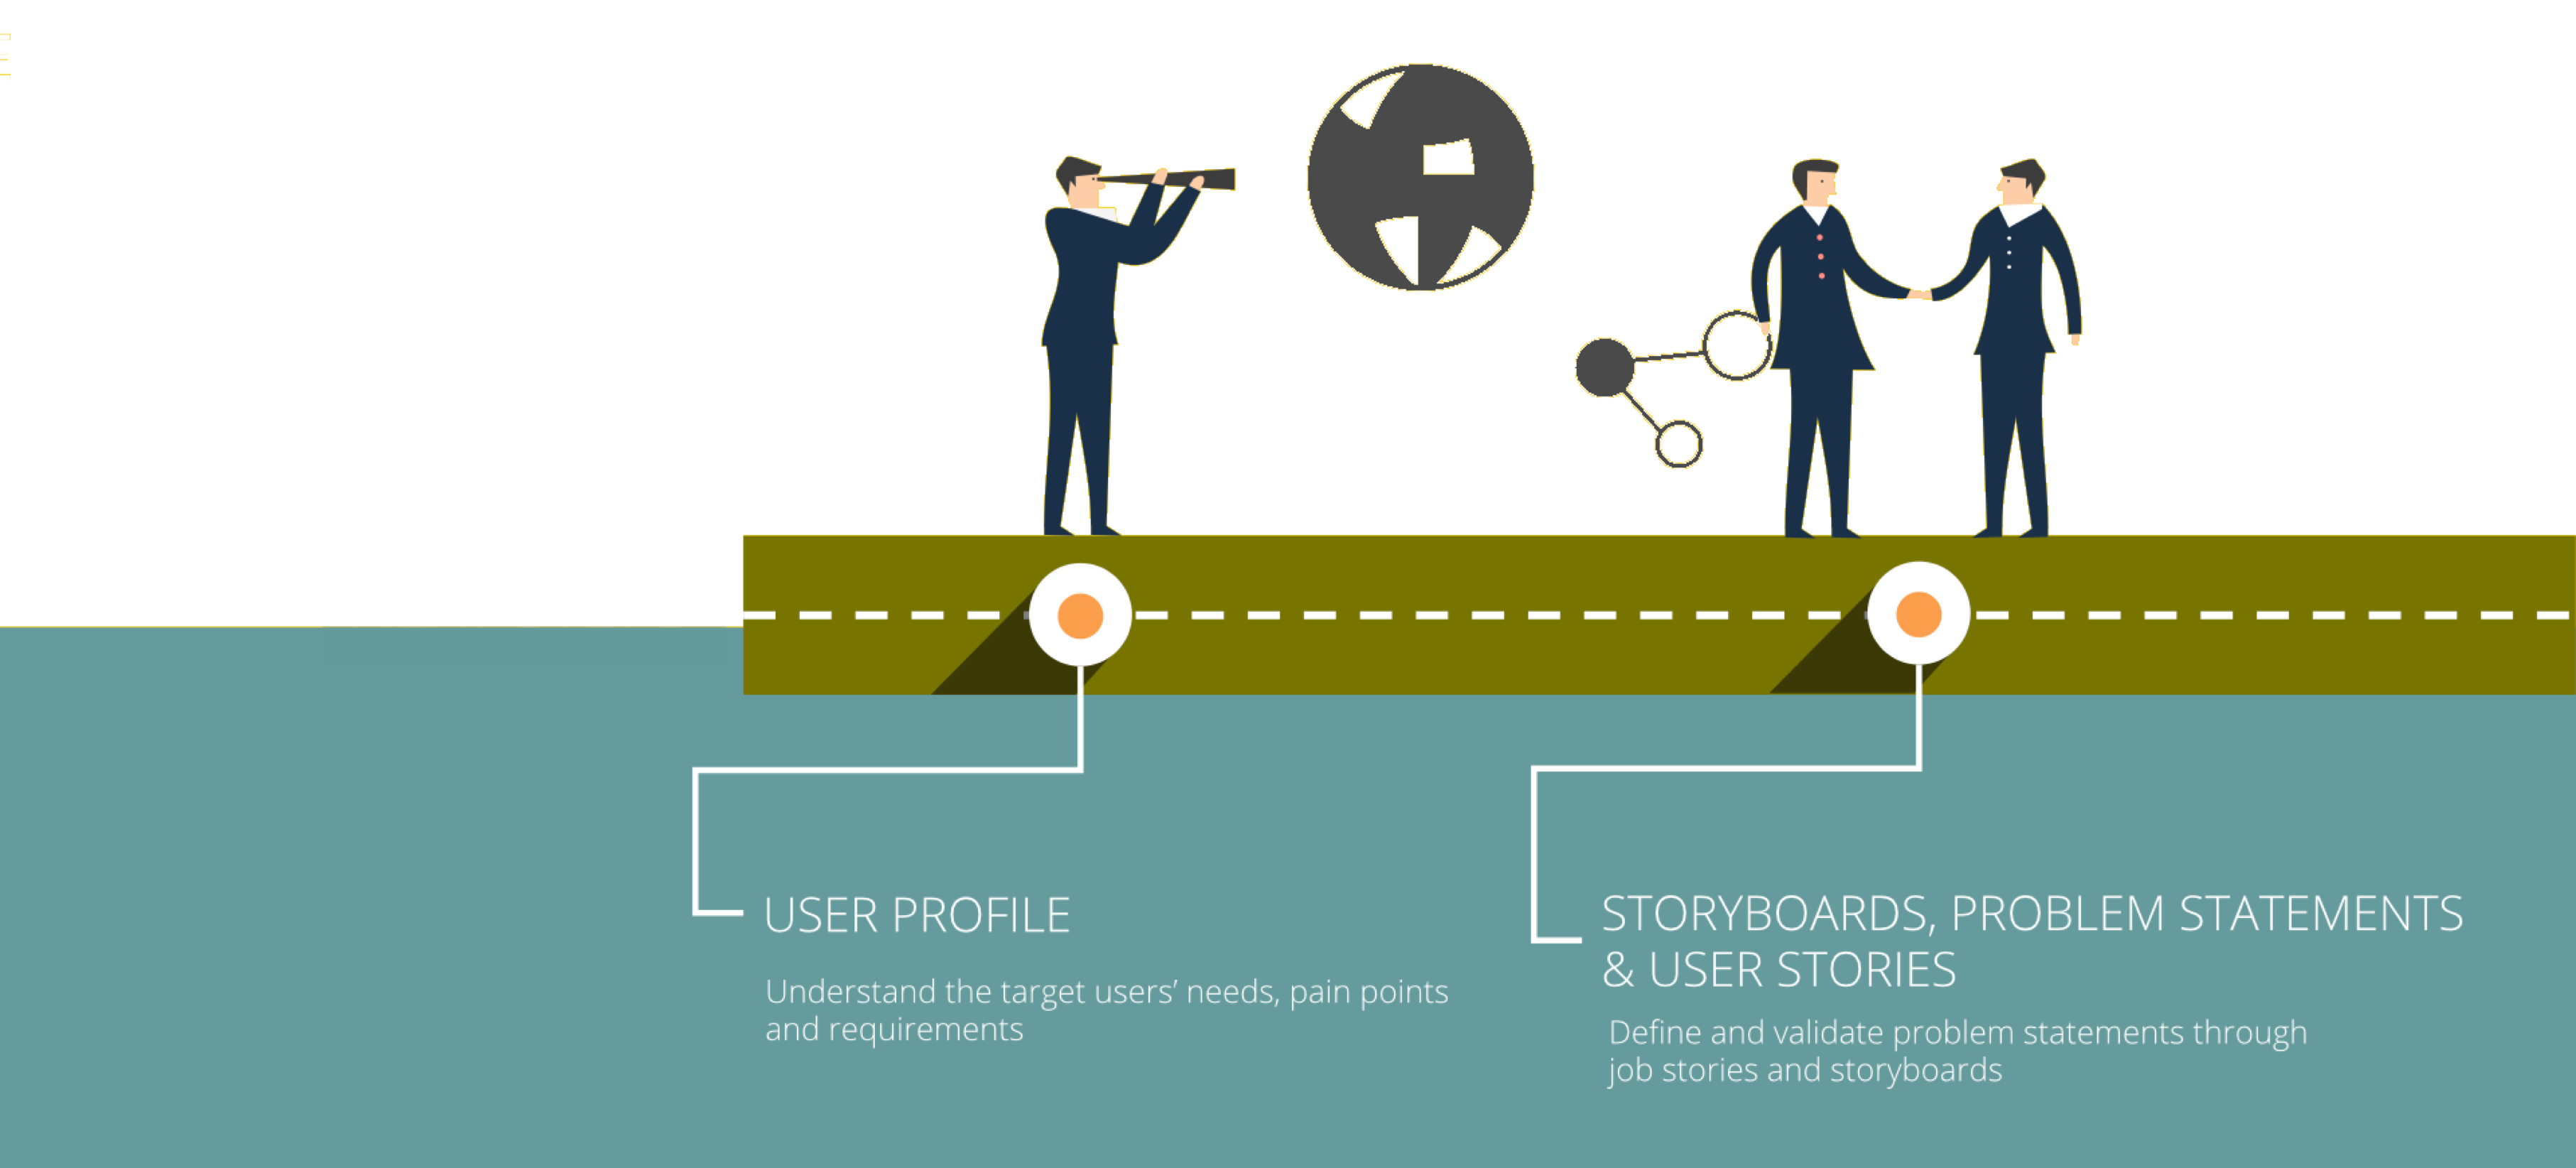 USER PROFILE
Understand the target users’ needs, pain points
and requirements
STORYBOARDS, PROBLEM STATEMENTS
& USER STORIES
Define and validate problem statements through
job stories and storyboards